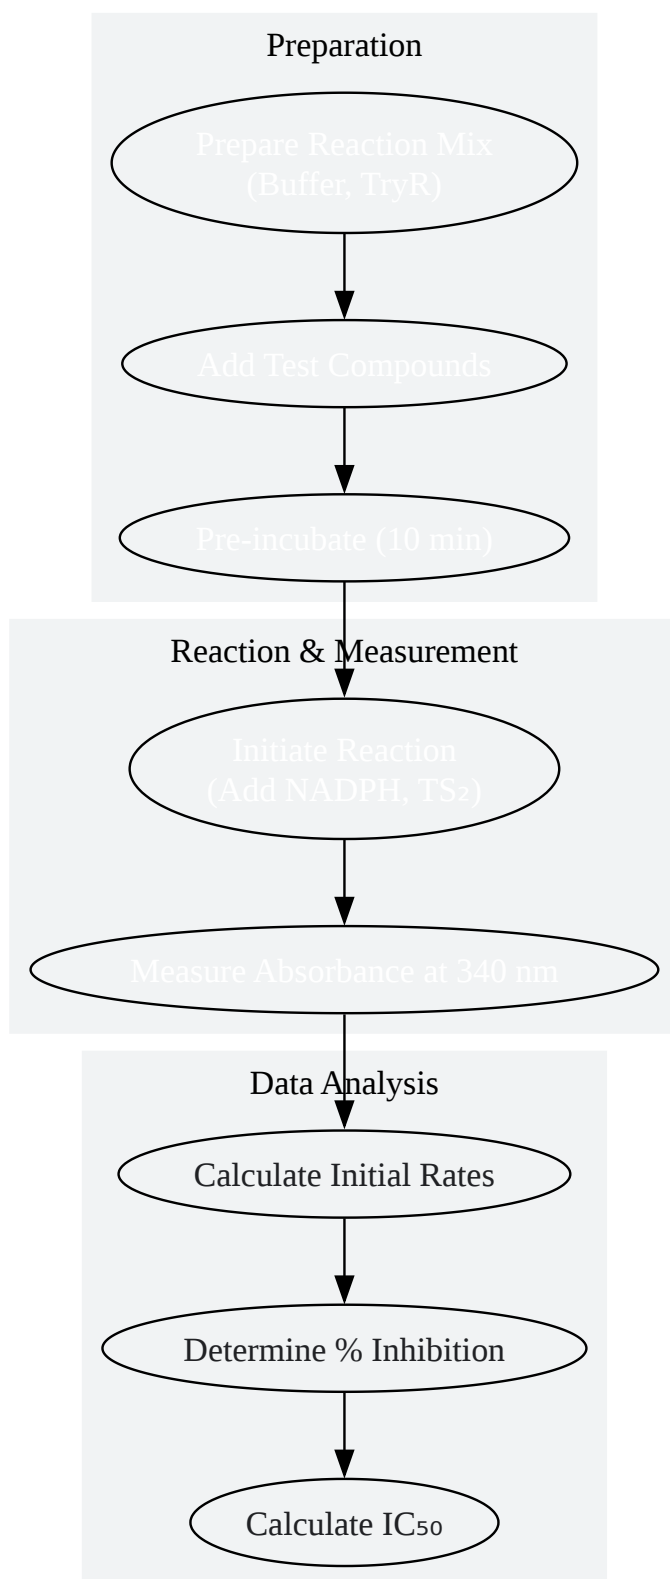 Preparation
Prepare Reaction Mix
(Buffer, TryR)
Add Test Compounds
Pre-incubate (10 min)
Reaction & Measurement
Initiate Reaction
(Add NADPH, TS₂)
Measure Absorbance at 340 nm
Data Analysis
Calculate Initial Rates
Determine % Inhibition
Calculate IC₅₀